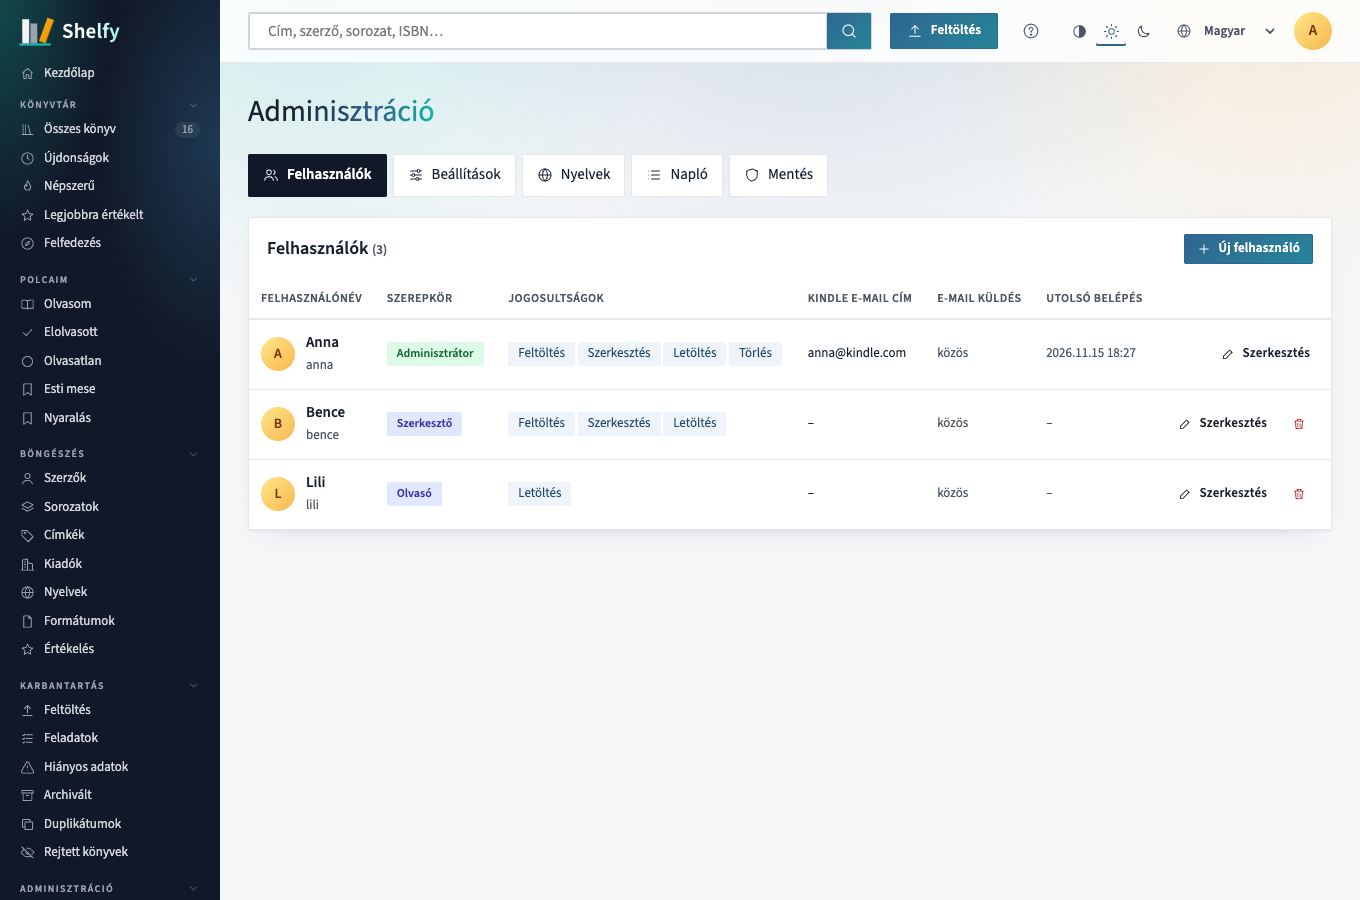 Shelfy
Cím, szerző, sorozat, ISBN…
Feltöltés
Magyar
A
Kezdőlap
KÖNYVTÁR
Összes könyv 16
Újdonságok
Népszerű
Legjobbra értékelt
Felfedezés
POLCAIM
Olvasom
Elolvasott
Olvasatlan
Esti mese
Nyaralás
BÖNGÉSZÉS
Szerzők
Sorozatok
Címkék
Kiadók
Nyelvek
Formátumok
Értékelés
KARBANTARTÁS
Feltöltés
Feladatok
Hiányos adatok
Archivált
Duplikátumok
Rejtett könyvek
ADMINISZTRÁCIÓ
Adminisztráció
Felhasználók Beállítások Nyelvek Napló Mentés
Felhasználók (3)
Új felhasználó
FELHASZNÁLÓNÉV SZEREPKÖR JOGOSULTSÁGOK KINDLE E-MAIL CÍM E-MAIL KÜLDÉS UTOLSÓ BELÉPÉS
A Anna
anna
Adminisztrátor Feltöltés Szerkesztés Letöltés Törlés anna@kindle.com közös 2026.11.15 18:27 Szerkesztés
B Bence
bence
Szerkesztő Feltöltés Szerkesztés Letöltés – közös – Szerkesztés
L Lili
lili
Olvasó Letöltés – közös – Szerkesztés